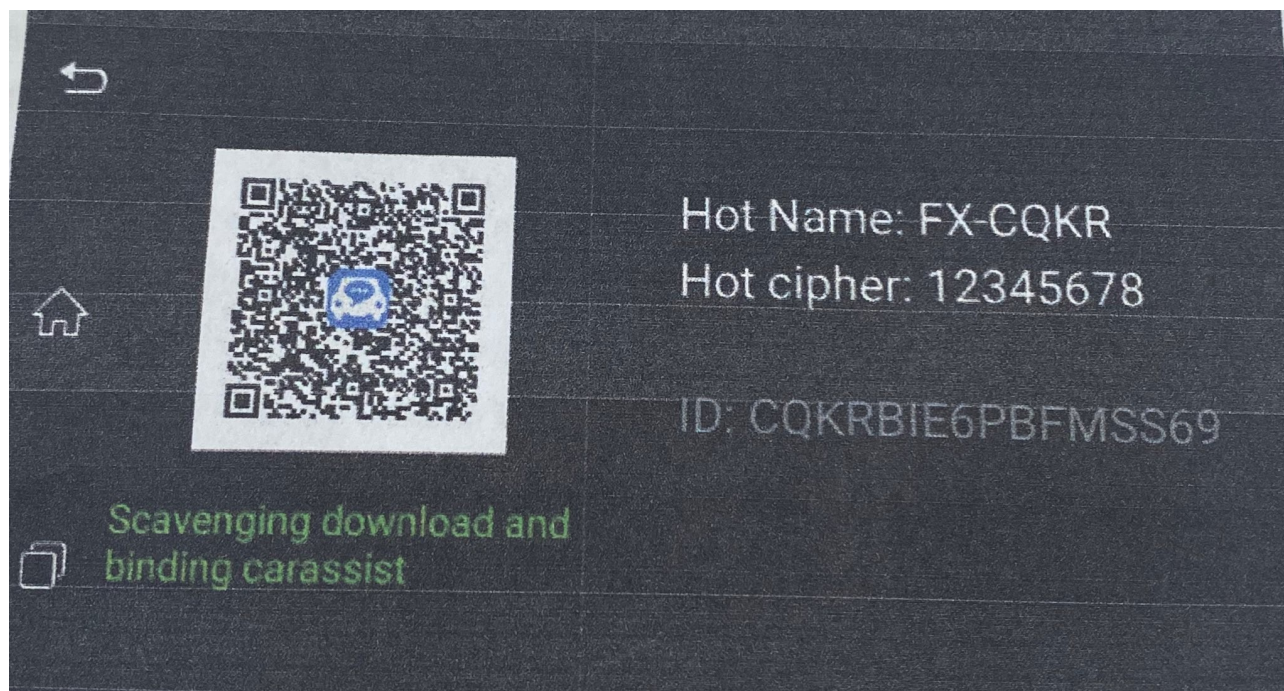 Hot Name: FX-CQKR
Hot cipher: 12345678
ID: CQKRBIE6PBFMSS69
Scavenging download and
binding carassist